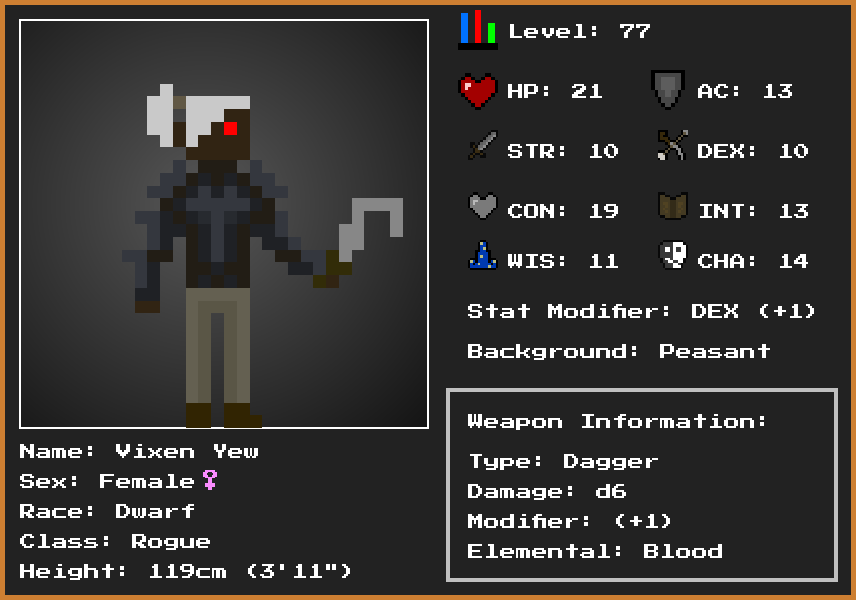 Level: 77
HP: 21 AC: 13
STR: 10 DEX: 10
CON: 19 INT: 13
WIS: 11 CHA: 14
Stat Modifier: DEX (+1)
Background: Peasant
Weapon Information:
Type: Dagger
Damage: d6
Modifier: (+1)
Elemental: Blood
Name: Vixen Yew
Sex: Female♀
Race: Dwarf
Class: Rogue
Height: 119cm (3'11")